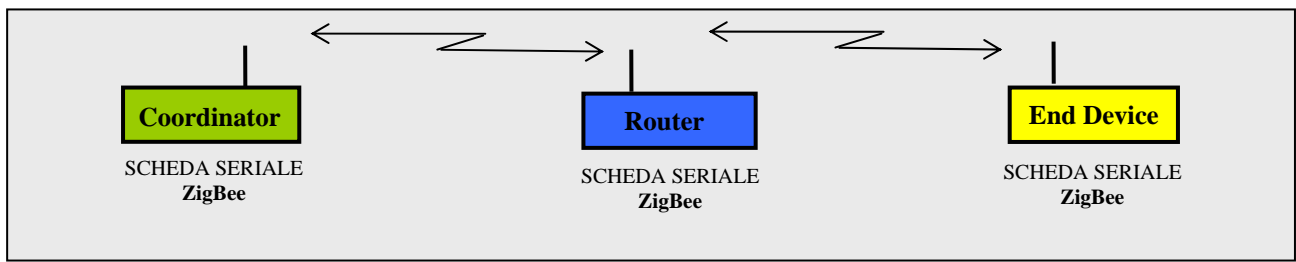 Coordinator
SCHEDA SERIALE
ZigBee
Router
SCHEDA SERIALE
ZigBee
End Device
SCHEDA SERIALE
ZigBee